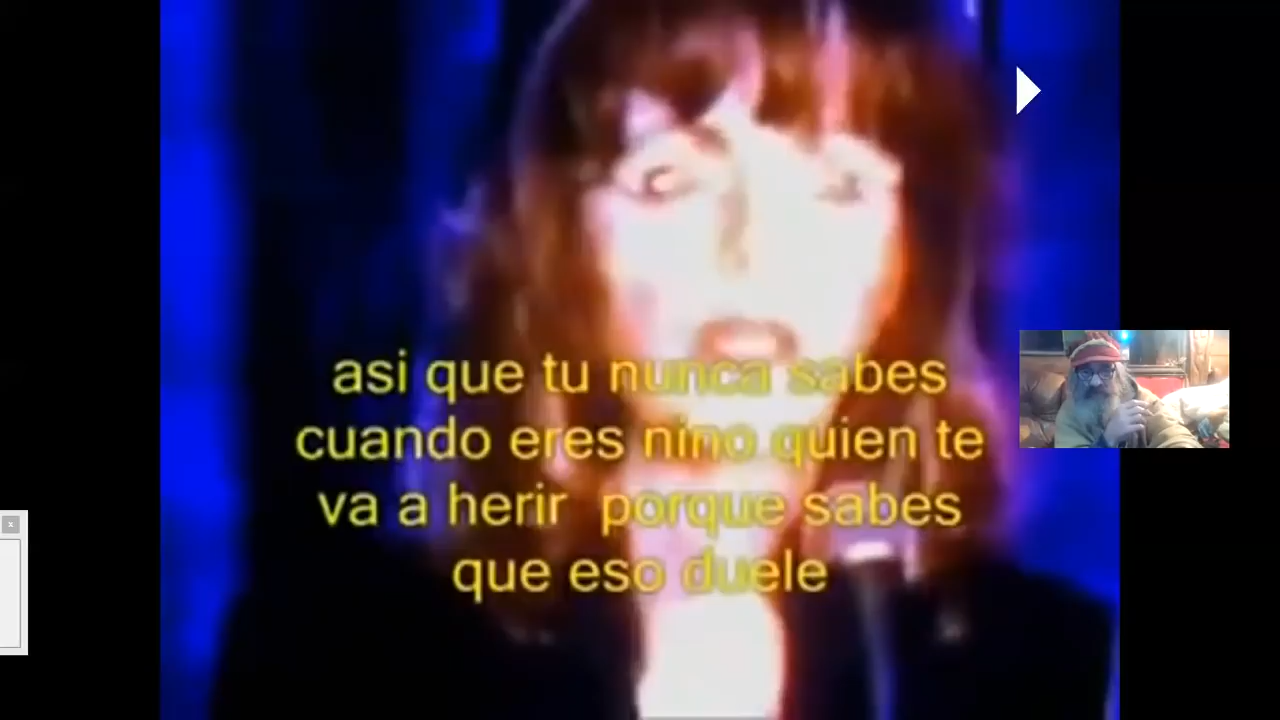 asi que tu nunca sabes
cuando eres nino quien te
va a herir porque sabes
que eso duele
x